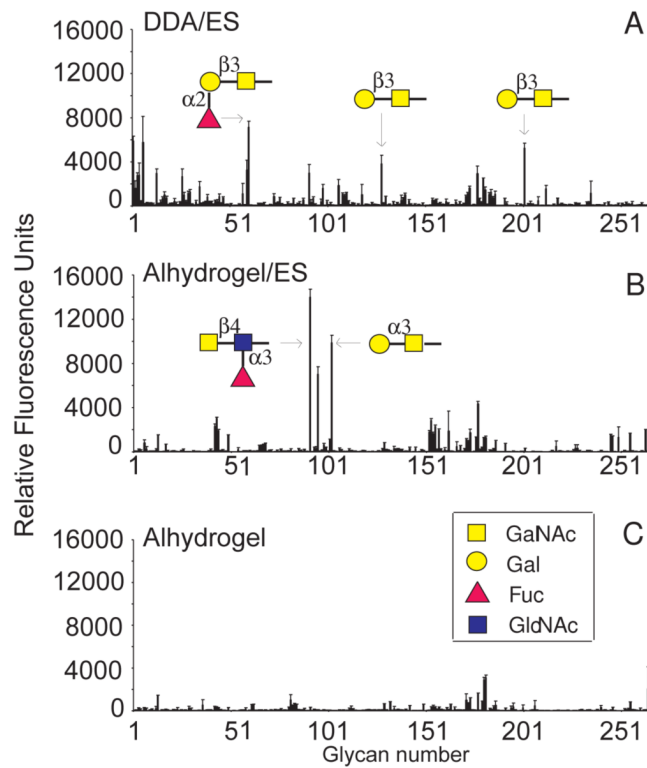 DDA/ES
A
16000
12000
8000
4000
0
β3
α2
β3
β3
1
51
101
151
201
251
Relative Fluorescence Units
Alhydrogel/ES
B
16000
12000
8000
4000
0
β4
α3
α3
1
51
101
151
201
251
Alhydrogel
C
16000
12000
8000
4000
0
GaNAc
Gal
Fuc
GlcNAc
1
51
101
151
201
251
Glycan number